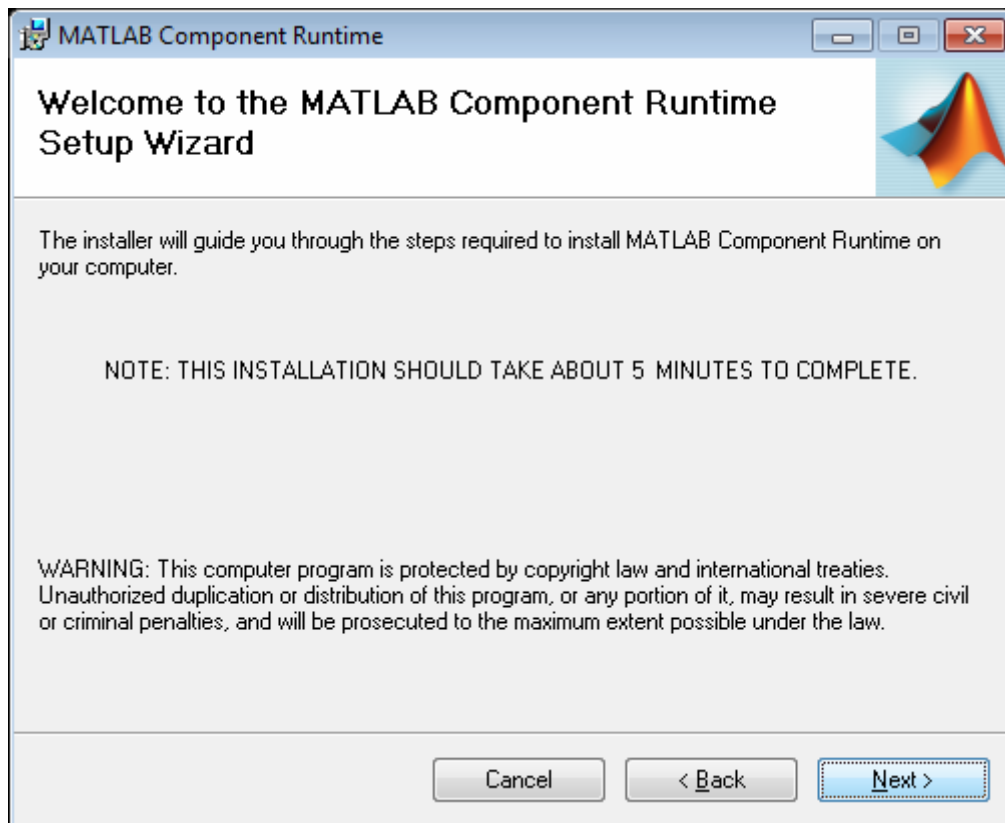 MATLAB Component Runtime
Welcome to the MATLAB Component Runtime
Setup Wizard
The installer will guide you through the steps required to install MATLAB Component Runtime on
your computer.
NOTE: THIS INSTALLATION SHOULD TAKE ABOUT 5 MINUTES TO COMPLETE.
WARNING: This computer program is protected by copyright law and international treaties.
Unauthorized duplication or distribution of this program, or any portion of it, may result in severe civil
or criminal penalties, and will be prosecuted to the maximum extent possible under the law.
Cancel
< Back
Next >